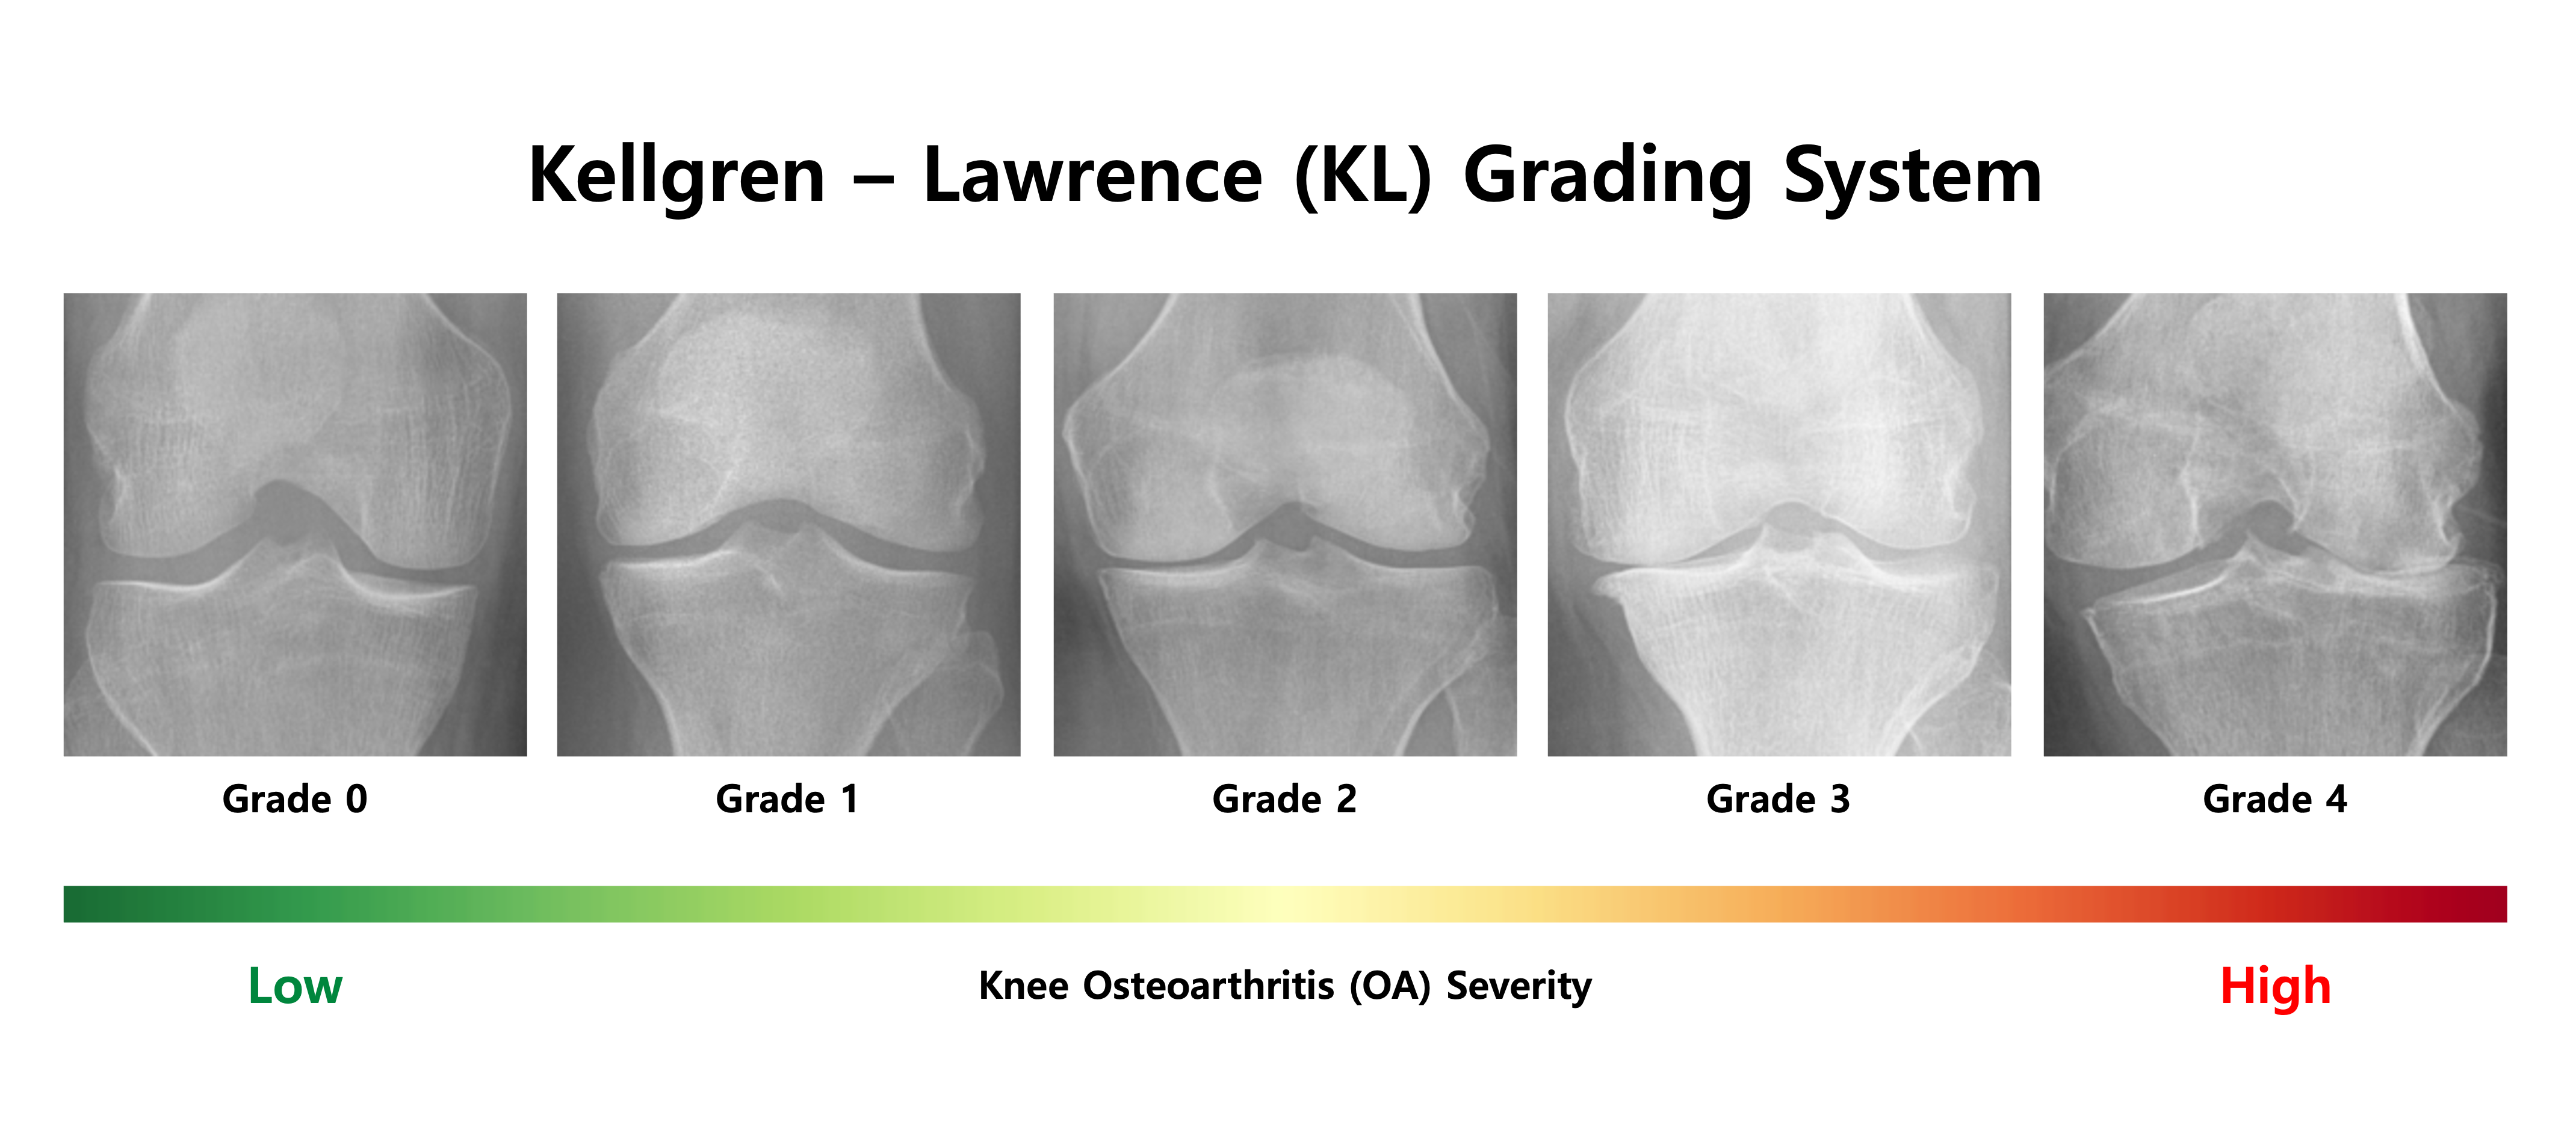 Kellgren – Lawrence (KL) Grading System
Grade 0
Grade 1
Grade 2
Grade 3
Grade 4
Low
Knee Osteoarthritis (OA) Severity
High